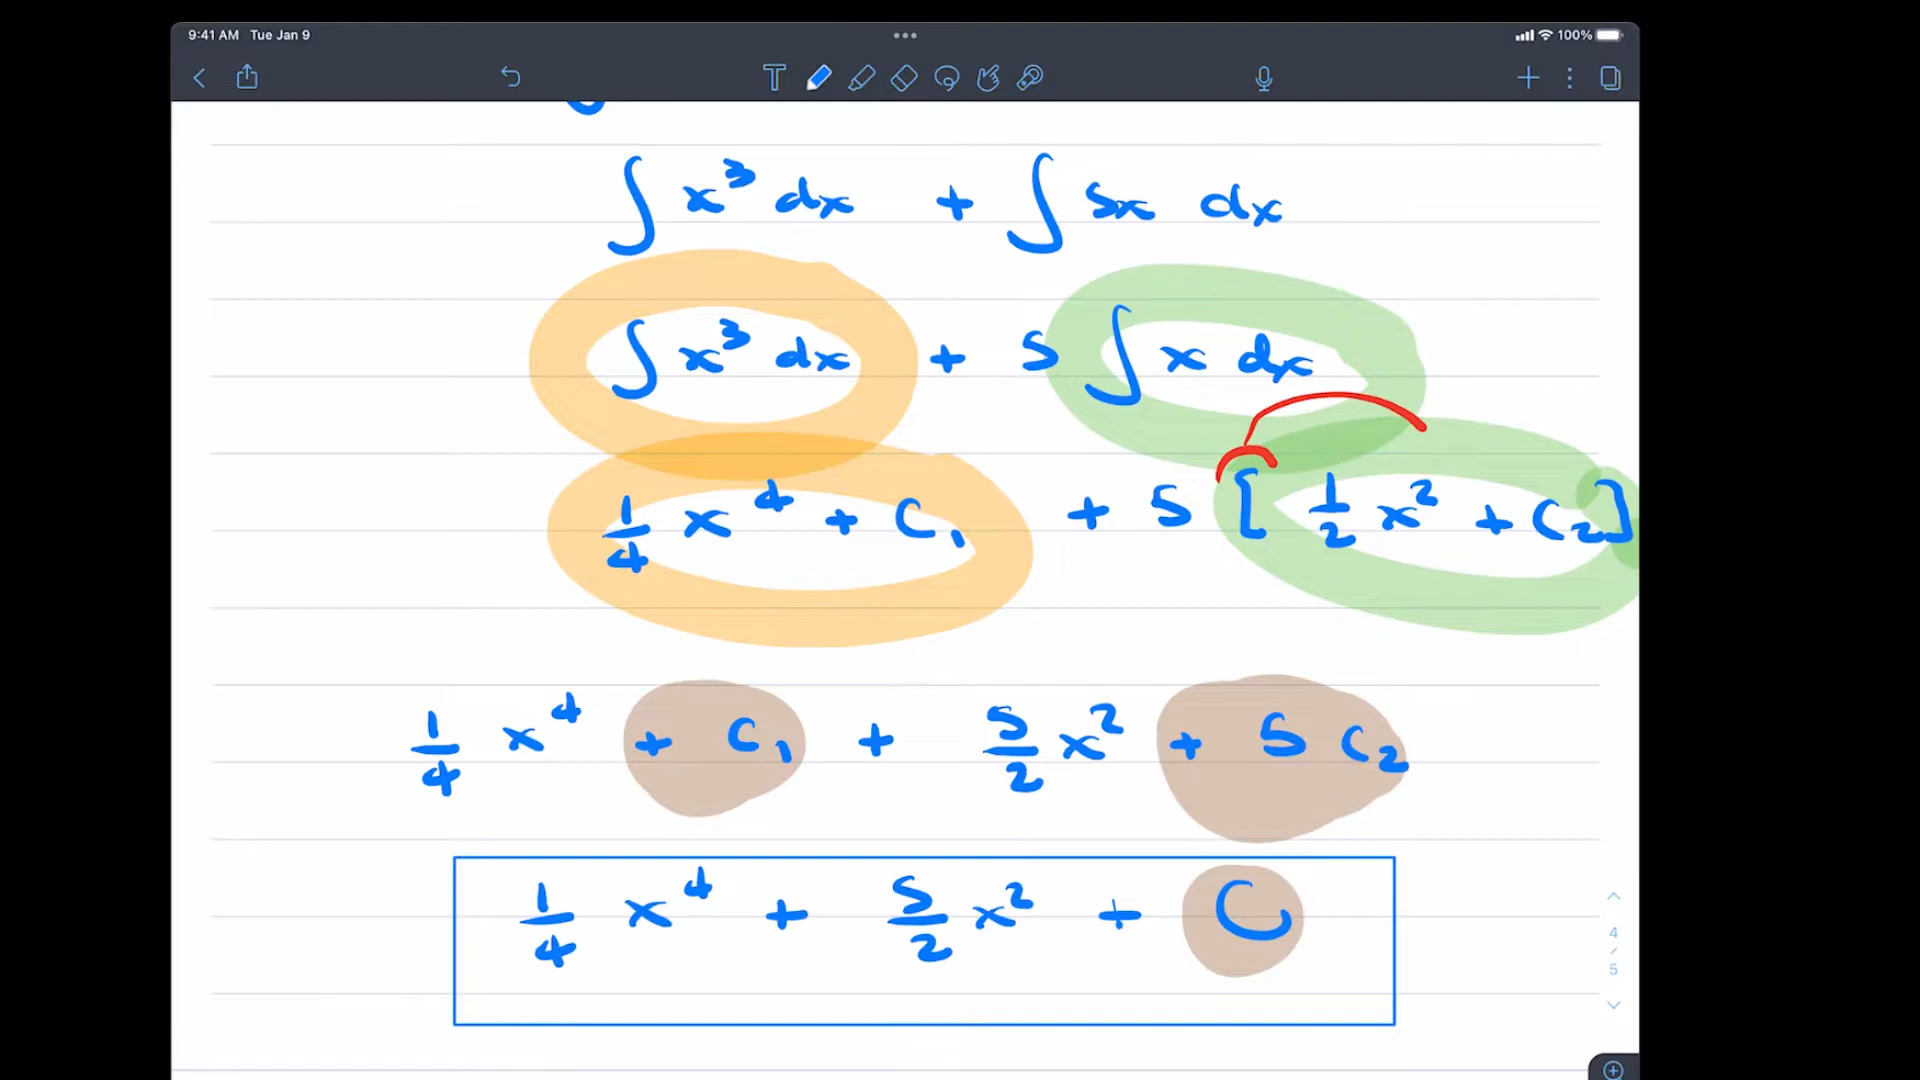 9:41 AM Tue Jan 9 100%
∫ x³ dx + ∫ 5x dx
∫ x³ dx + 5 ∫ x dx
1/4 x⁴ + C₁ + 5 [ 1/2 x² + C₂ ]
1/4 x⁴ + C₁ + 5/2 x² + 5 C₂
1/4 x⁴ + 5/2 x² + C
4
/
5